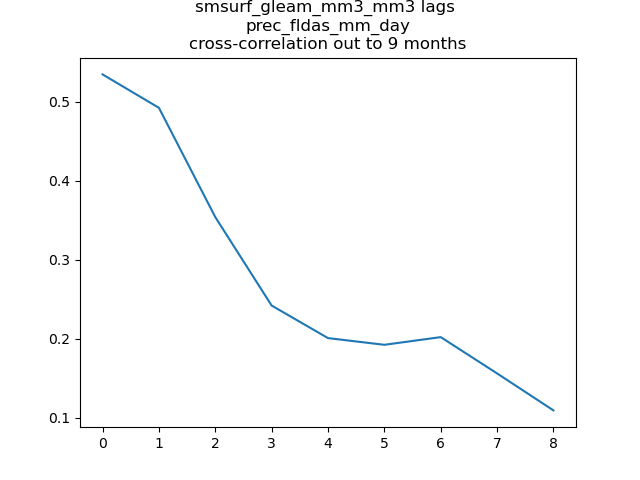 smsurf_gleam_mm3_mm3 lags
prec_fldas_mm_day
cross-correlation out to 9 months
0.5
0.4
0.3
0.2
0.1
0 1 2 3 4 5 6 7 8